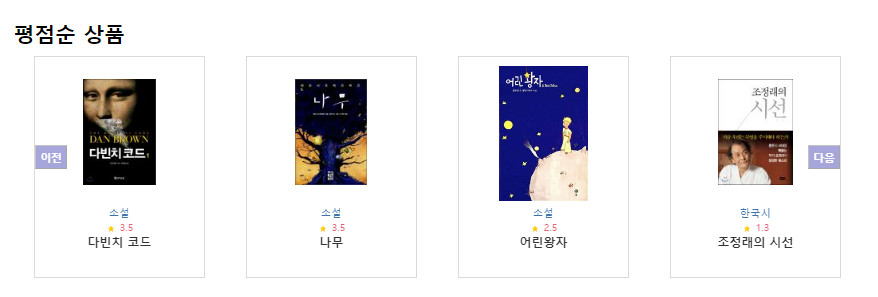 평점순 상품
이전
DAN BROWN
다빈치 코드
소설
3.5
다빈치 코드
나무
소설
3.5
나무
어린 왕자
소설
2.5
어린왕자
조정래의
시선
한국시
1.3
조정래의 시선
다음